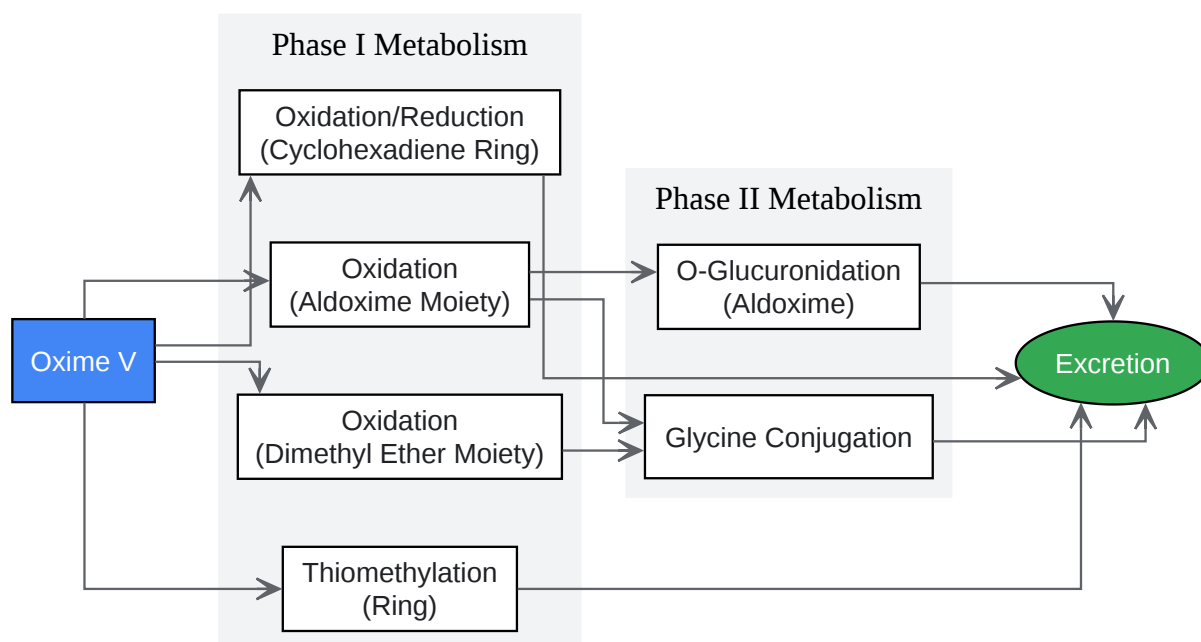 Phase I Metabolism
Oxidation/Reduction
(Cyclohexadiene Ring)
Phase II Metabolism
Oxidation
(Aldoxime Moiety)
O-Glucuronidation
(Aldoxime)
Oxime V
Excretion
Oxidation
(Dimethyl Ether Moiety)
Glycine Conjugation
Thiomethylation
(Ring)